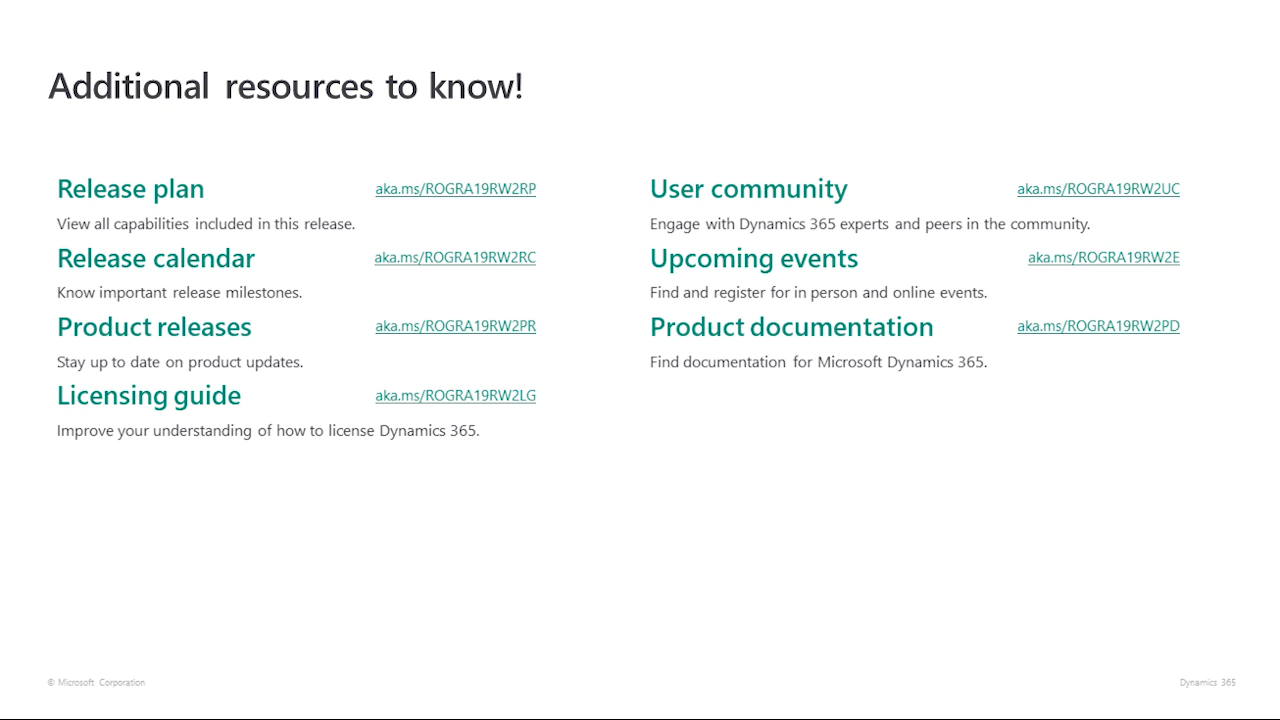 Additional resources to know!
Release plan aka.ms/ROGRA19RW2RP
View all capabilities included in this release.
Release calendar aka.ms/ROGRA19RW2RC
Know important release milestones.
Product releases aka.ms/ROGRA19RW2PR
Stay up to date on product updates.
Licensing guide aka.ms/ROGRA19RW2LG
Improve your understanding of how to license Dynamics 365.
User community aka.ms/ROGRA19RW2UC
Engage with Dynamics 365 experts and peers in the community.
Upcoming events aka.ms/ROGRA19RW2E
Find and register for in person and online events.
Product documentation aka.ms/ROGRA19RW2PD
Find documentation for Microsoft Dynamics 365.
© Microsoft Corporation
Dynamics 365